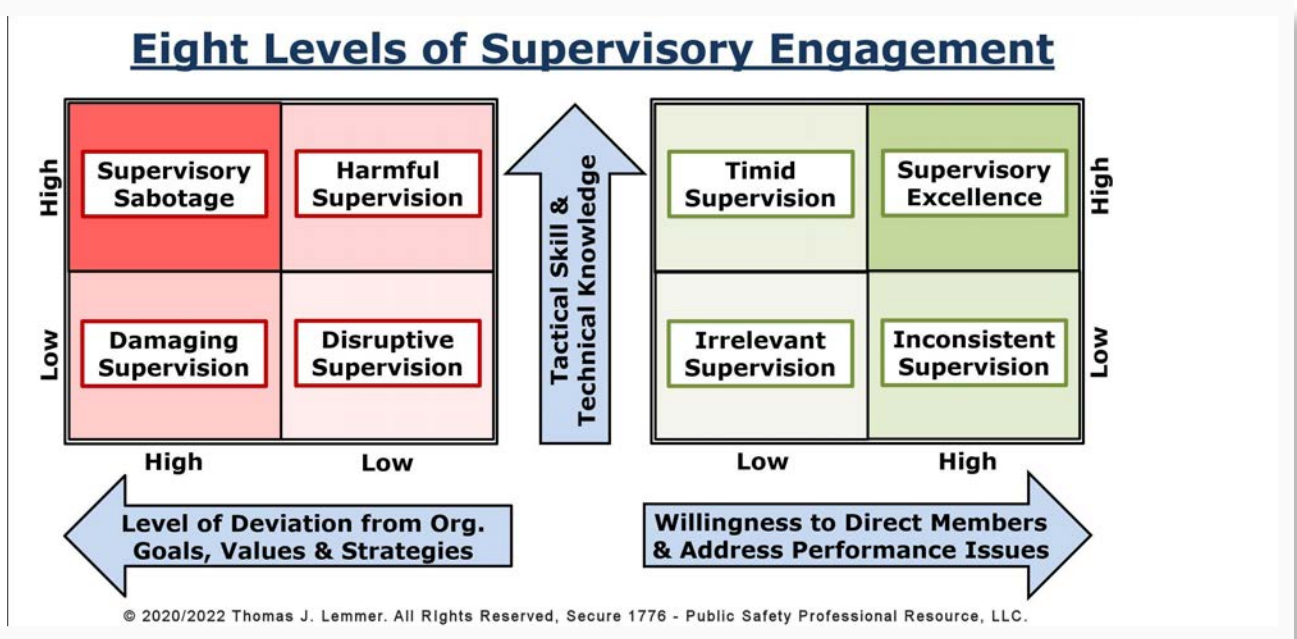 Eight Levels of Supervisory Engagement
High
Supervisory
Sabotage
Harmful
Supervision
Low
Damaging
Supervision
Disruptive
Supervision
High
Low
Level of Deviation from Org.
Goals, Values & Strategies
Tactical Skill &
Technical Knowledge
Timid
Supervision
Supervisory
Excellence
High
Irrelevant
Supervision
Inconsistent
Supervision
Low
Low
High
Willingness to Direct Members
& Address Performance Issues
© 2020/2022 Thomas J. Lemmer. All RIghts Reserved, Secure 1776 - Public Safety Professional Resource, LLC.